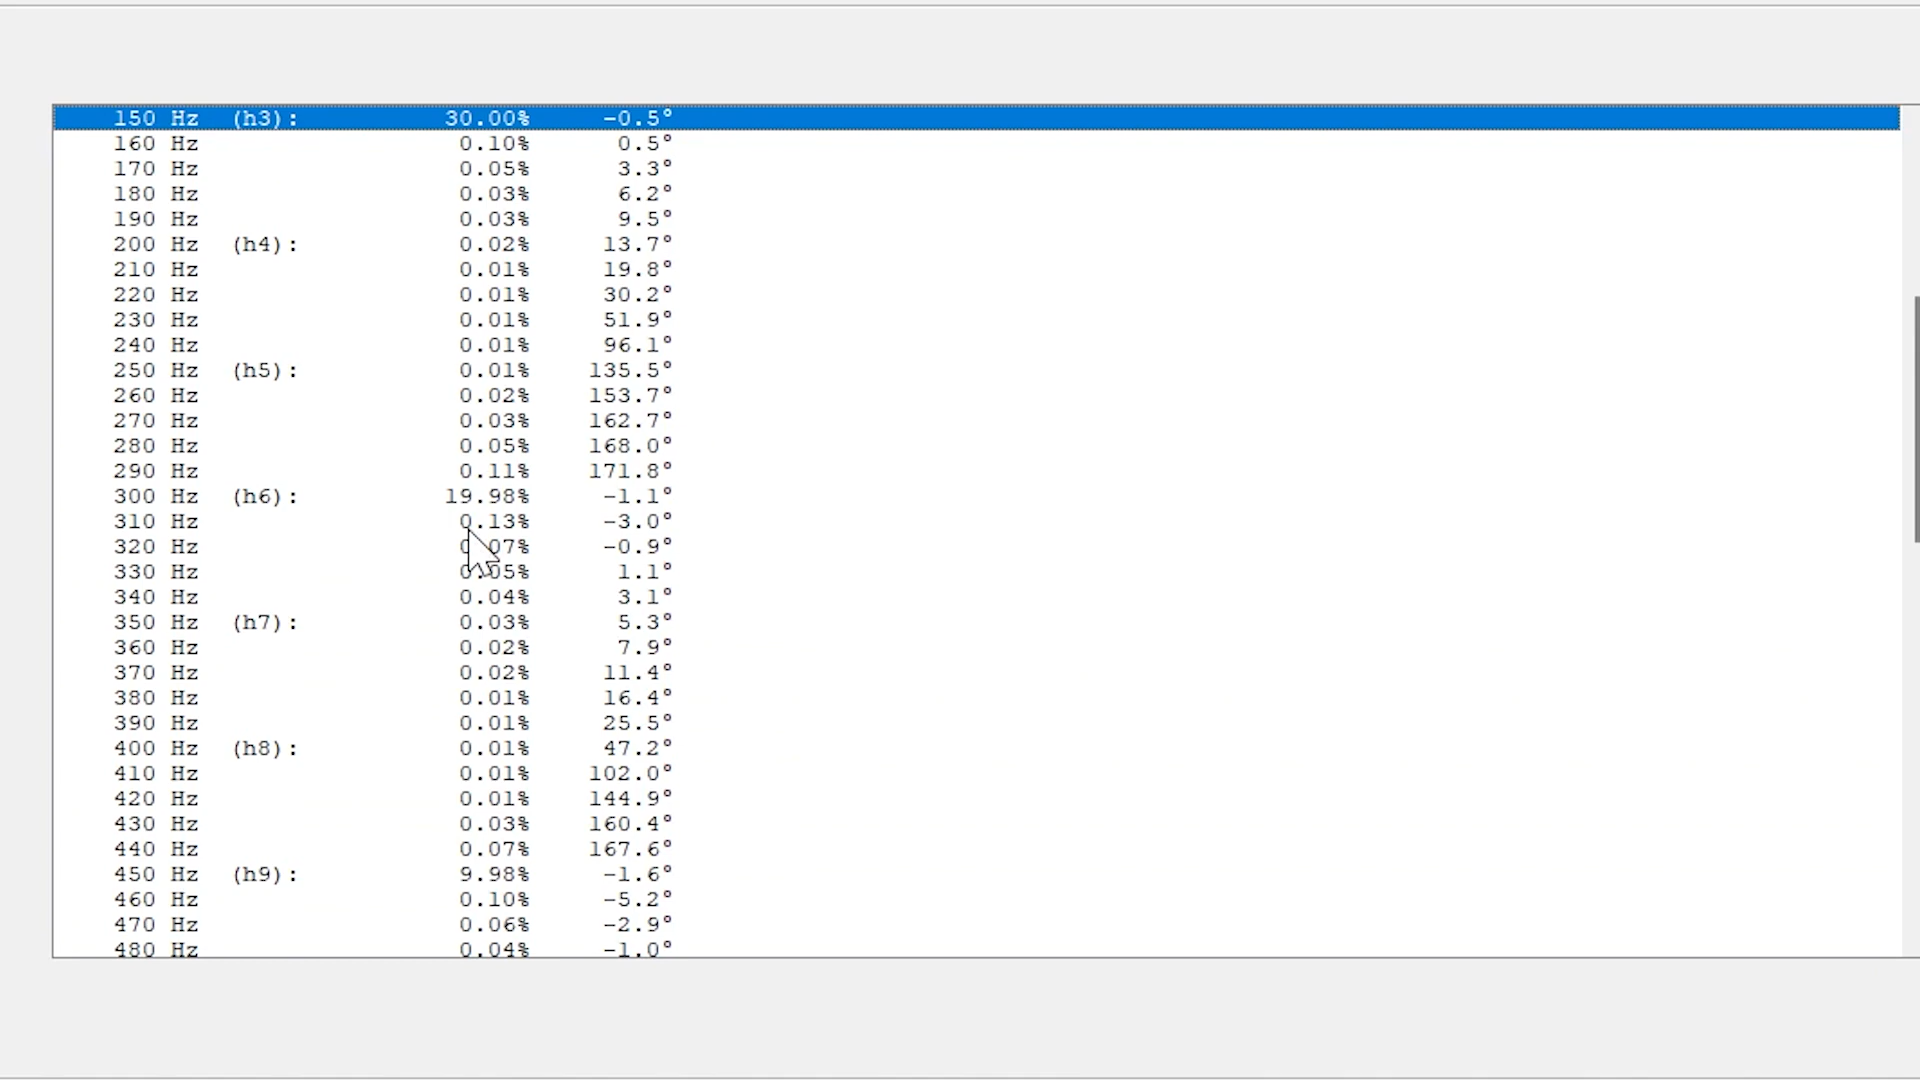 150 Hz (h3): 30.00% -0.5°
160 Hz 0.10% 0.5°
170 Hz 0.05% 3.3°
180 Hz 0.03% 6.2°
190 Hz 0.03% 9.5°
200 Hz (h4): 0.02% 13.7°
210 Hz 0.01% 19.8°
220 Hz 0.01% 30.2°
230 Hz 0.01% 51.9°
240 Hz 0.01% 96.1°
250 Hz (h5): 0.01% 135.5°
260 Hz 0.02% 153.7°
270 Hz 0.03% 162.7°
280 Hz 0.05% 168.0°
290 Hz 0.11% 171.8°
300 Hz (h6): 19.98% -1.1°
310 Hz 0.13% -3.0°
320 Hz 0.07% -0.9°
330 Hz 0.05% 1.1°
340 Hz 0.04% 3.1°
350 Hz (h7): 0.03% 5.3°
360 Hz 0.02% 7.9°
370 Hz 0.02% 11.4°
380 Hz 0.01% 16.4°
390 Hz 0.01% 25.5°
400 Hz (h8): 0.01% 47.2°
410 Hz 0.01% 102.0°
420 Hz 0.01% 144.9°
430 Hz 0.03% 160.4°
440 Hz 0.07% 167.6°
450 Hz (h9): 9.98% -1.6°
460 Hz 0.10% -5.2°
470 Hz 0.06% -2.9°
480 Hz 0.04% -1.0°